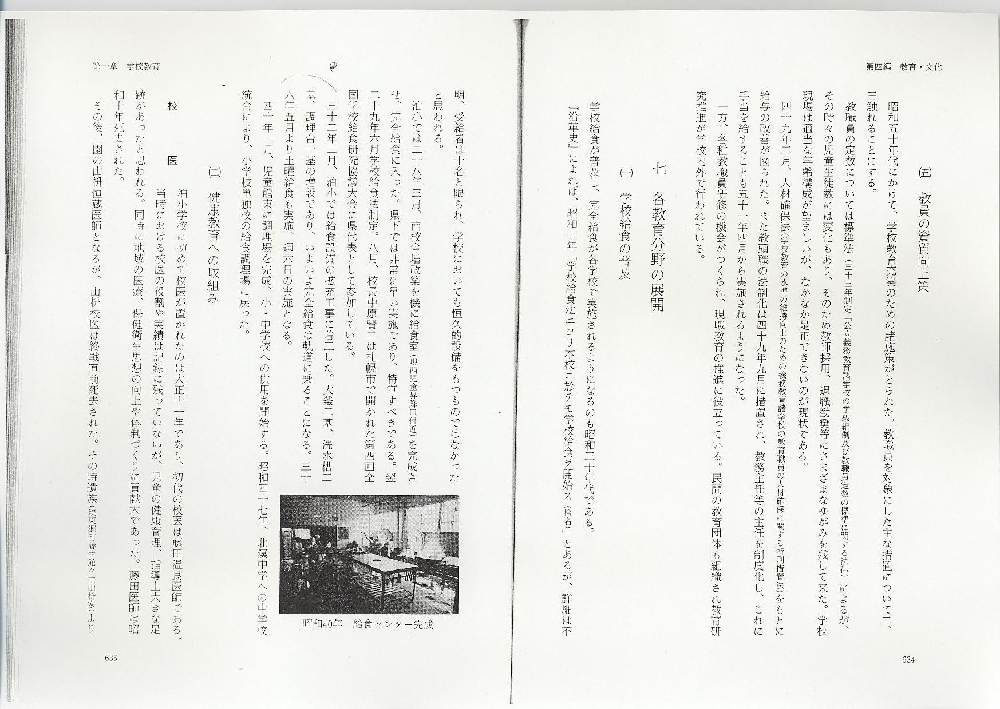 第四編　教育・文化
㈤　教員の資質向上策
昭和五十年代にかけて、学校教育充実のための諸施策がとられた。教職員を対象にした主な措置について二、
三触れることにする。
教職員の定数については標準法（三十三年制定「公立義務教育諸学校の学級編制及び教職員定数の標準に関する法律）によるが、
その時々の児童生徒数には変化もあり、そのため教師採用、退職勧奨等にさまざまなゆがみを残して来た。学校
現場は適当な年齢構成が望ましいが、なかなか是正できないのが現状である。
四十九年二月、人材確保法（学校教育の水準の維持向上のための義務教育諸学校の教育職員の人材確保に関する特別措置法）をもとに
給与の改善が図られた。また教頭職の法制化は四十九年九月に措置され、教務主任等の主任を制度化し、これに
手当を給することも五十一年四月から実施されるようになった。
一方、各種教職員研修の機会がつくられ、現職教育の推進に役立っている。民間の教育団体も組織され教育研
究推進が学校内外で行われている。
七　各教育分野の展開
㈠　学校給食の普及
学校給食が普及し、完全給食が各学校で実施されるようになるのも昭和三十年代である。
『沿革史』によれば、昭和十年「学校給食法ニヨリ本校ニ於テモ学校給食ヲ開始ス（拾名）」とあるが、詳細は不
634
第一章　学校教育
明、受給者は十名と限られ、学校においても恒久的設備をもつものではなかった
と思われる。
泊小では二十八年三月、南校舎増改築を機に給食室（現西児童昇降口付近）を完成さ
せ、完全給食に入った。県下では非常に早い実施であり、特筆すべきである。翌
二十九年六月学校給食法制定。八月、校長中原賢二は札幌市で開かれた第四回全
国学校給食研究協議大会に県代表として参加している。
三十二年二月、泊小では給食設備の拡充工事に着工した。大釜二基、洗水槽二
基、調理台一基の増設であり、いよいよ完全給食は軌道に乗ることになる。三十
六年五月より土曜給食も実施、週六日の実施となる。
四十年一月、児童館東に調理場を完成、小・中学校への供用を開始する。昭和四十七年、北溟中学への中学校
統合により、小学校単独校の給食調理場に戻った。
昭和40年　給食センター完成
㈡　健康教育への取組み
校　医
泊小学校に初めて校医が置かれたのは大正十一年であり、初代の校医は藤田温良医師である。
当時における校医の役割や実績は記録に残っていないが、児童の健康管理、指導上大きな足
跡があったと思われる。同時に地域の医療、保健衛生思想の向上や体制づくりに貢献大であった。藤田医師は昭
和十年死去された。
その後、園の山枡恒蔵医師となるが、山枡校医は終戦直前死去された。その時遺族（現東郷町養生館々主山枡家）より
635